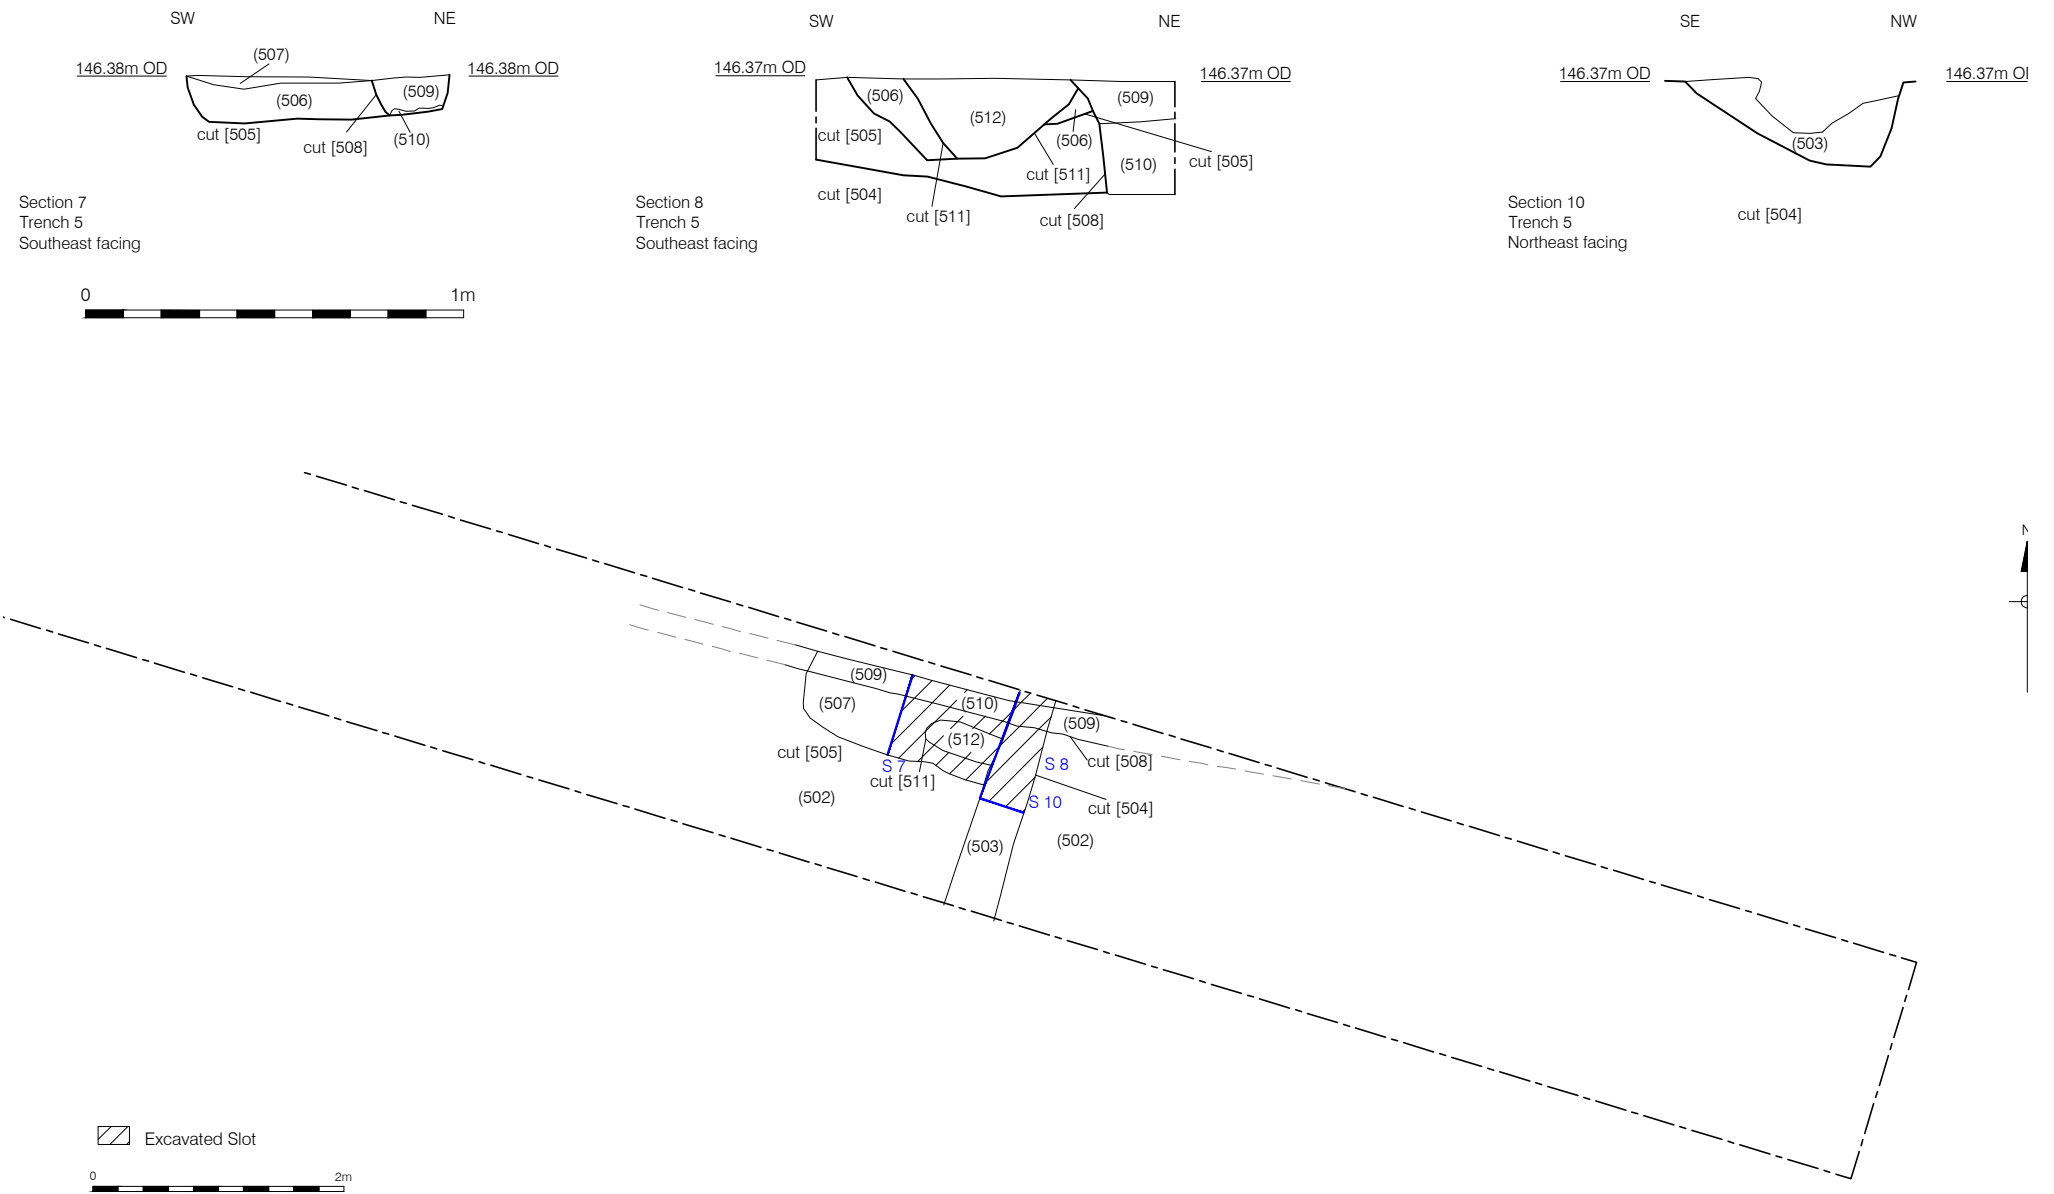 SW
NE
146.38m OD
146.38m OD
(507)
(506)
(509)
cut [505]
cut [508]
(510)
Section 7
Trench 5
Southeast facing
0
1m
SW
NE
146.37m OD
146.37m OD
(506)
(512)
(509)
cut [505]
(506)
(510)
cut [505]
cut [511]
cut [504]
cut [511]
cut [508]
Section 8
Trench 5
Southeast facing
SE
NW
146.37m OD
146.37m O
(503)
cut [504]
Section 10
Trench 5
Northeast facing
N
(509)
(507)
(510)
(509)
(512)
cut [505]
S 7
cut [511]
S 8
cut [508]
(502)
S 10
cut [504]
(503)
(502)
Excavated Slot
0
2m